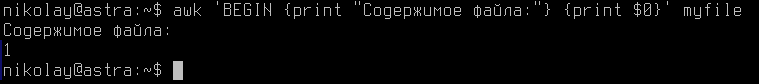 nikolay@astra:~$ awk 'BEGIN {print "Содержимое файла:"} {print $0}' myfile
Содержимое файла:
1
nikolay@astra:~$